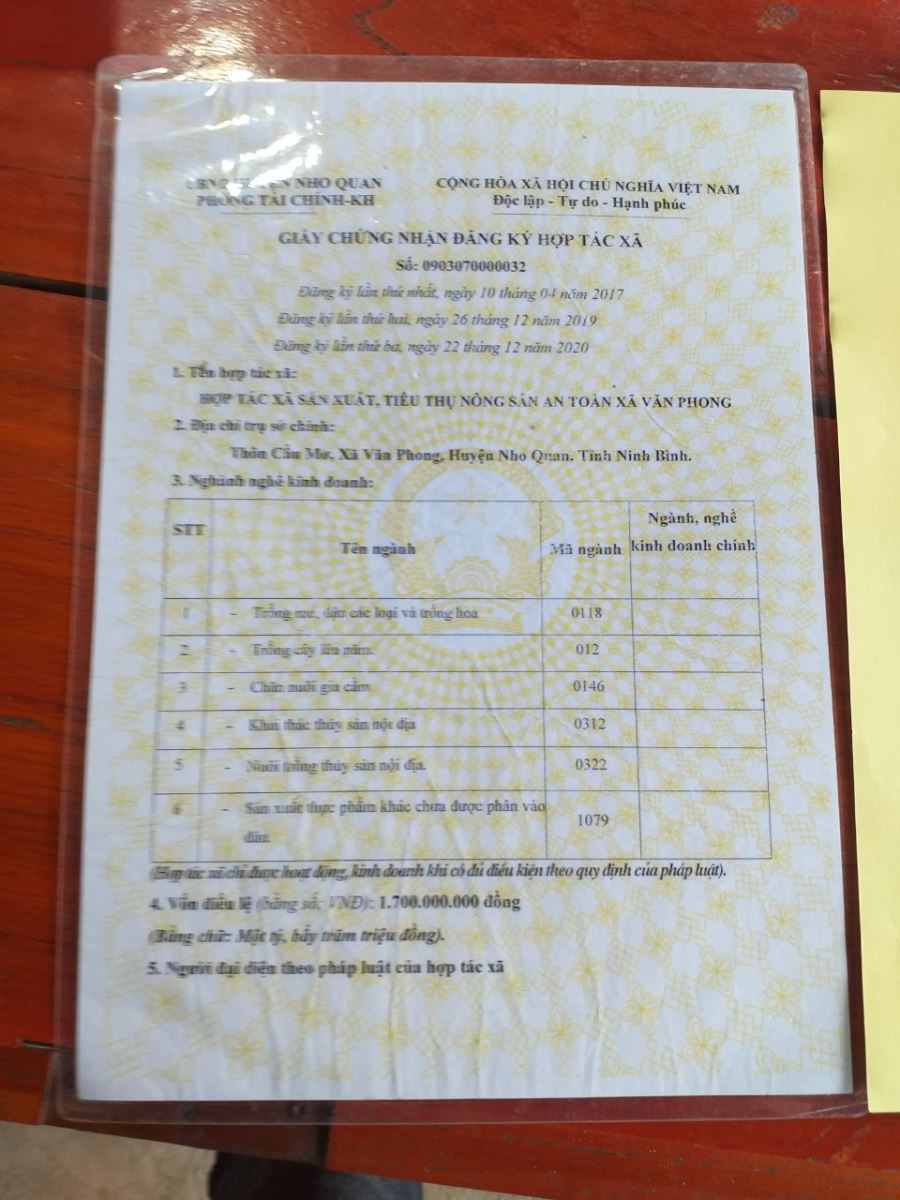 UBND HUYỆN NHO QUAN
PHÒNG TÀI CHÍNH-KH
CỘNG HÒA XÃ HỘI CHỦ NGHĨA VIỆT NAM
Độc lập - Tự do - Hạnh phúc
GIẤY CHỨNG NHẬN ĐĂNG KÝ HỢP TÁC XÃ
Số: 0903070000032
Đăng ký lần thứ nhất, ngày 10 tháng 04 năm 2017
Đăng ký lần thứ hai, ngày 26 tháng 12 năm 2019
Đăng ký lần thứ ba, ngày 22 tháng 12 năm 2020
1. Tên hợp tác xã:
HỢP TÁC XÃ SẢN XUẤT, TIÊU THỤ NÔNG SẢN AN TOÀN XÃ VĂN PHONG
2. Địa chỉ trụ sở chính:
Thôn Cầu Mơ, Xã Văn Phong, Huyện Nho Quan. Tỉnh Ninh Bình.
3. Nghành nghề kinh doanh:
STT Tên ngành Mã ngành Ngành, nghề
kinh doanh chính
1 - Trồng rau, đậu các loại và trồng hoa 0118
2 - Trồng cây lâu năm. 012
3 - Chăn nuôi gia cầm 0146
4 - Khai thác thủy sản nội địa 0312
5 - Nuôi trồng thủy sản nội địa. 0322
6 - Sản xuất thực phẩm khác chưa được phân vào
đâu. 1079
(Hợp tác xã chỉ được hoạt động, kinh doanh khi có đủ điều kiện theo quy định của pháp luật).
4. Vốn điều lệ (bằng số; VNĐ): 1.700.000.000 đồng
(Bằng chữ: Một tỷ, bẩy trăm triệu đồng).
5. Người đại diện theo pháp luật của hợp tác xã